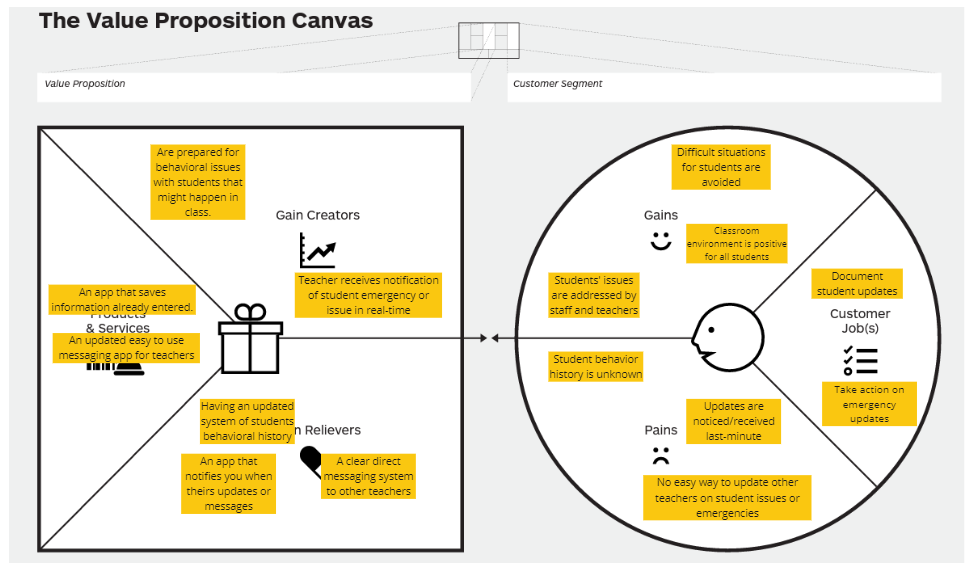 The Value Proposition Canvas
Value Proposition
Customer Segment
Are prepared for
behavioral issues
with students that
might happen in
class.
Gain Creators
Teacher receives notification
of student emergency or
issue in real-time
An app that saves
information already entered.
Products
& Services
An updated easy to use
messaging app for teachers
Having an updated
system of students
behavioral history
n Relievers
An app that
notifies you when
theirs updates or
messages
A clear direct
messaging system
to other teachers
Difficult situations
for students are
avoided
Gains
Classroom
environment is positive
for all students
Students' issues
are addressed by
staff and teachers
Document
student updates
Customer
Job(s)
Take action on
emergency
updates
Student behavior
history is unknown
Updates are
noticed/received
last-minute
Pains
No easy way to update other
teachers on student issues or
emergencies